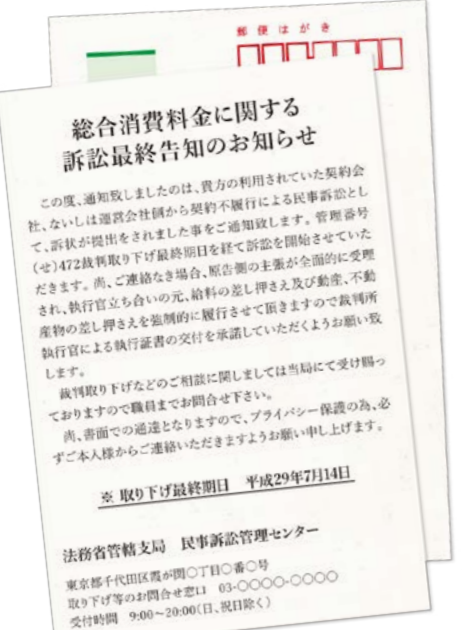 郵便はがき
総合消費料金に関する
訴訟最終告知のお知らせ
この度、通知致しましたのは、貴方の利用されていた契約会
社、ないしは運営会社側から契約不履行による民事訴訟とし
て、訴状が提出をされました事をご通知致します。管理番号
(せ)472裁判取り下げ最終期日を経て訴訟を開始させていた
だきます。尚、ご連絡なき場合、原告側の主張が全面的に受理
され、執行官立ち合いの元、給料の差し押さえ及び動産、不動
産物の差し押さえを強制的に履行させて頂きますので裁判所
執行官による執行証書の交付を承諾していただくようお願い致
します。
裁判取り下げなどのご相談に関しましては当局にて受け賜っ
ておりますので職員までお問合せ下さい。
尚、書面での通達となりますので、プライバシー保護の為、必
ずご本人様からご連絡いただきますようお願い申し上げます。
※ 取り下げ最終期日 平成29年7月14日
法務省管轄支局 民事訴訟管理センター
東京都千代田区霞が関○丁目○番○号
取り下げ等のお問合せ窓口 03-○○○○-○○○○
受付時間 9:00~20:00(日、祝日除く)